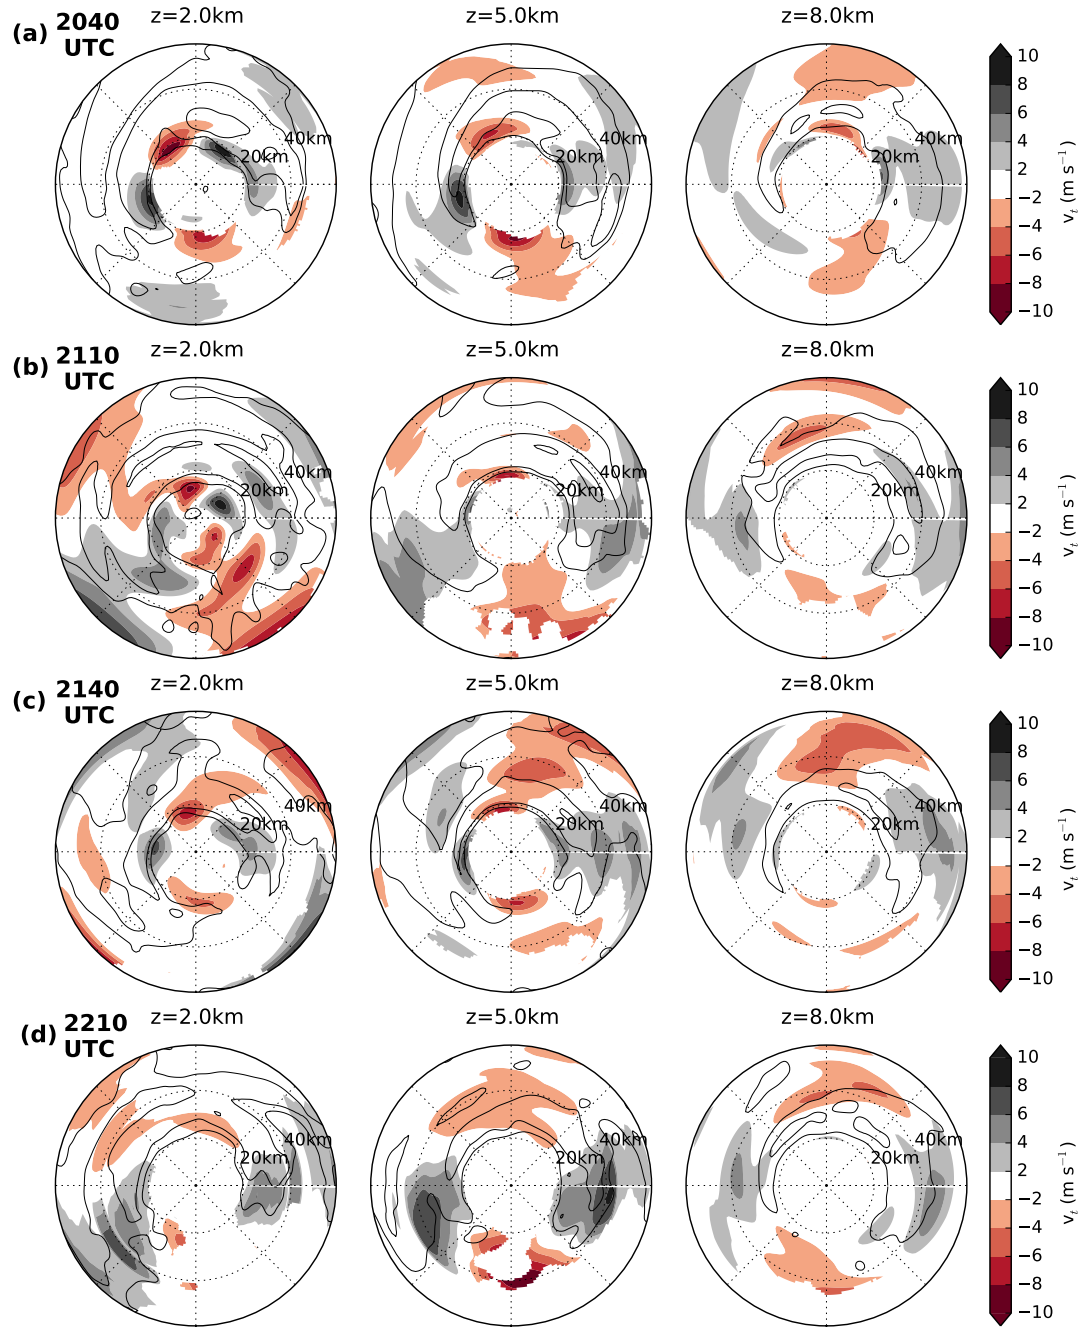 (a) 2040 UTC
z=2.0km
z=5.0km
z=8.0km
40km
20km
40km
20km
40km
20km
10
8
6
4
2
−2
−4
−6
−8
−10
v_t (m s⁻¹)
(b) 2110 UTC
z=2.0km
z=5.0km
z=8.0km
40km
20km
40km
20km
40km
20km
10
8
6
4
2
−2
−4
−6
−8
−10
v_t (m s⁻¹)
(c) 2140 UTC
z=2.0km
z=5.0km
z=8.0km
40km
20km
40km
20km
40km
20km
10
8
6
4
2
−2
−4
−6
−8
−10
v_t (m s⁻¹)
(d) 2210 UTC
z=2.0km
z=5.0km
z=8.0km
40km
20km
40km
20km
40km
20km
10
8
6
4
2
−2
−4
−6
−8
−10
v_t (m s⁻¹)